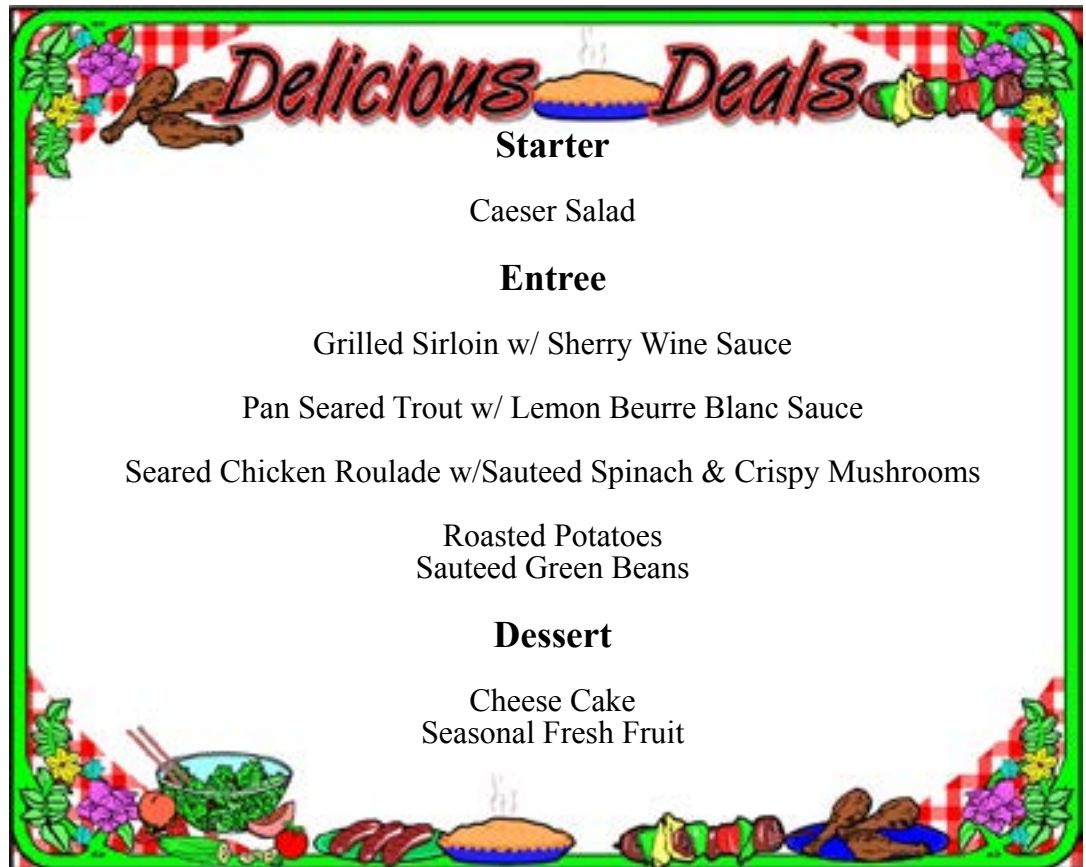 Delicious Deals
Starter
Caeser Salad
Entree
Grilled Sirloin w/ Sherry Wine Sauce
Pan Seared Trout w/ Lemon Beurre Blanc Sauce
Seared Chicken Roulade w/Sauteed Spinach & Crispy Mushrooms
Roasted Potatoes
Sauteed Green Beans
Dessert
Cheese Cake
Seasonal Fresh Fruit